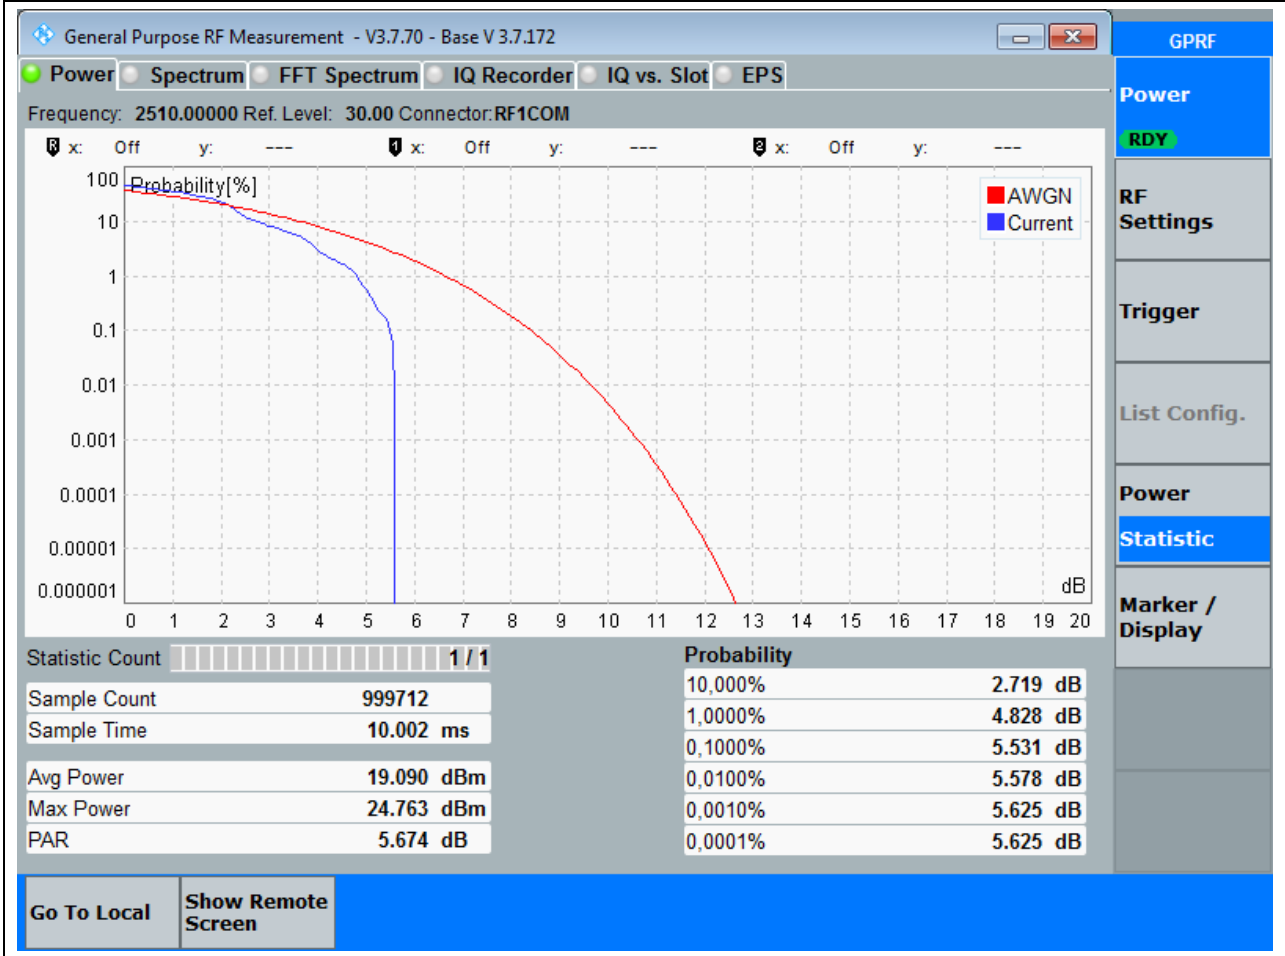 General Purpose RF Measurement - V3.7.70 - Base V 3.7.172
GPRF
Power Spectrum FFT Spectrum IQ Recorder IQ vs. Slot EPS
Power
RDY
Frequency: 2510.00000 Ref. Level: 30.00 Connector:RF1COM
R x: Off y: --- 1 x: Off y: --- 2 x: Off y: ---
Probability[%]
AWGN
Current
100
10
1
0.1
0.01
0.001
0.0001
0.00001
0.000001
dB
0 1 2 3 4 5 6 7 8 9 10 11 12 13 14 15 16 17 18 19 20
RF
Settings
Trigger
List Config.
Power
Statistic
Marker /
Display
Statistic Count 1 / 1
Sample Count 999712
Sample Time 10.002 ms
Avg Power 19.090 dBm
Max Power 24.763 dBm
PAR 5.674 dB
Probability
10,000% 2.719 dB
1,0000% 4.828 dB
0,1000% 5.531 dB
0,0100% 5.578 dB
0,0010% 5.625 dB
0,0001% 5.625 dB
Go To Local
Show Remote
Screen